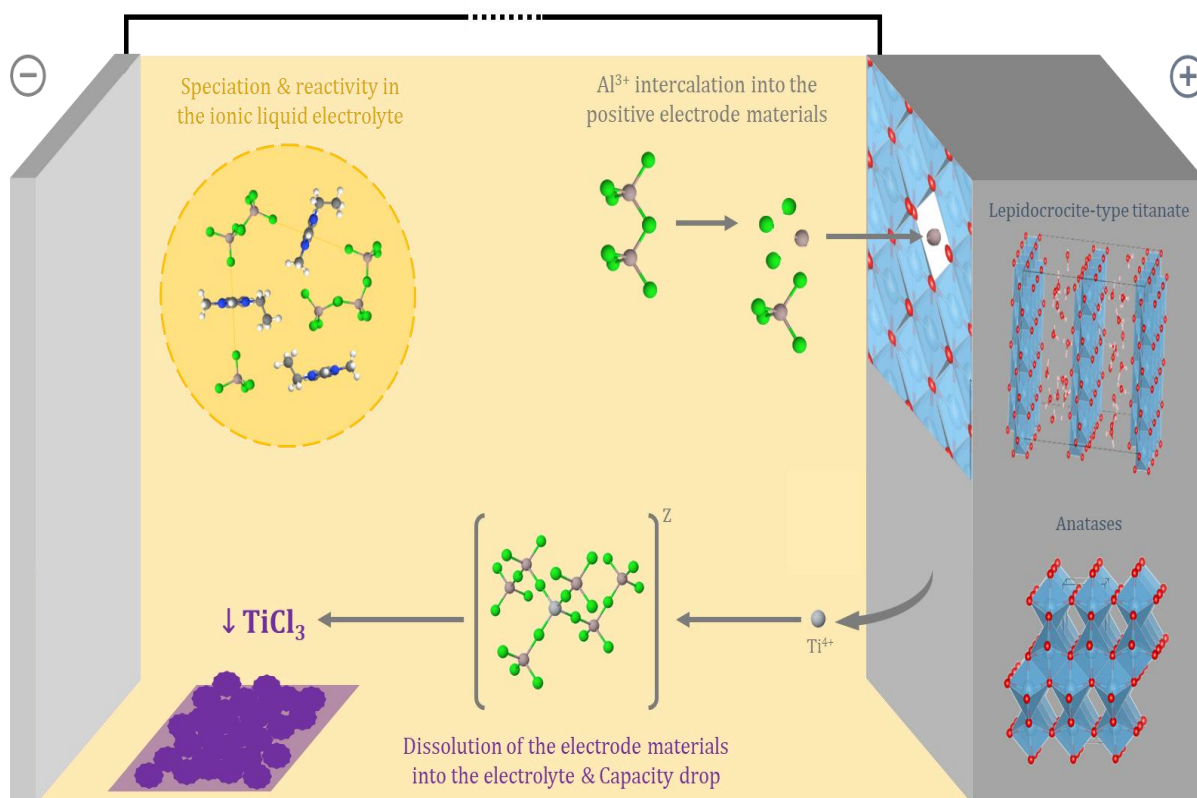 −
+
Speciation & reactivity in
the ionic liquid electrolyte
Al³⁺ intercalation into the
positive electrode materials
Lepidocrocite-type titanate
Anatases
Z
Ti⁴⁺
↓ TiCl₃
Dissolution of the electrode materials
into the electrolyte & Capacity drop